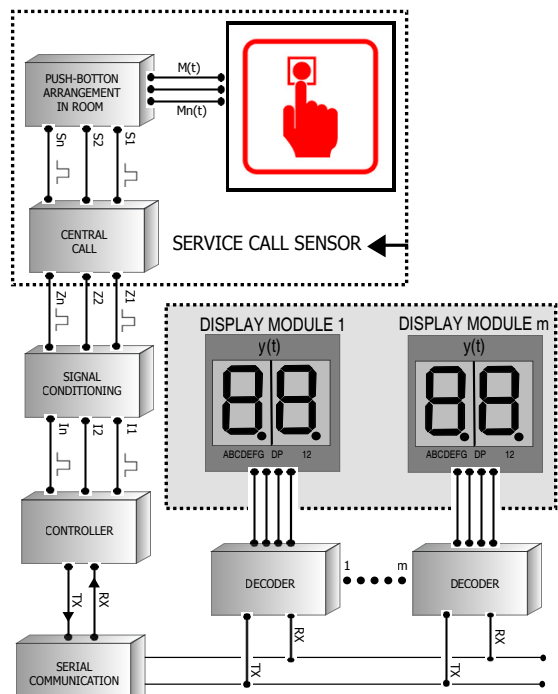 PUSH-BOTTON
ARRANGEMENT
IN ROOM
M(t)
Mn(t)
Sn
S2
S1
CENTRAL
CALL
SERVICE CALL SENSOR
Zn
Z2
Z1
SIGNAL
CONDITIONING
In
I2
I1
CONTROLLER
TX
RX
SERIAL
COMMUNICATION
DISPLAY MODULE 1
y(t)
88
ABCDEFG DP 12
DISPLAY MODULE m
y(t)
88
ABCDEFG DP 12
DECODER
1
m
DECODER
TX
RX
TX
RX